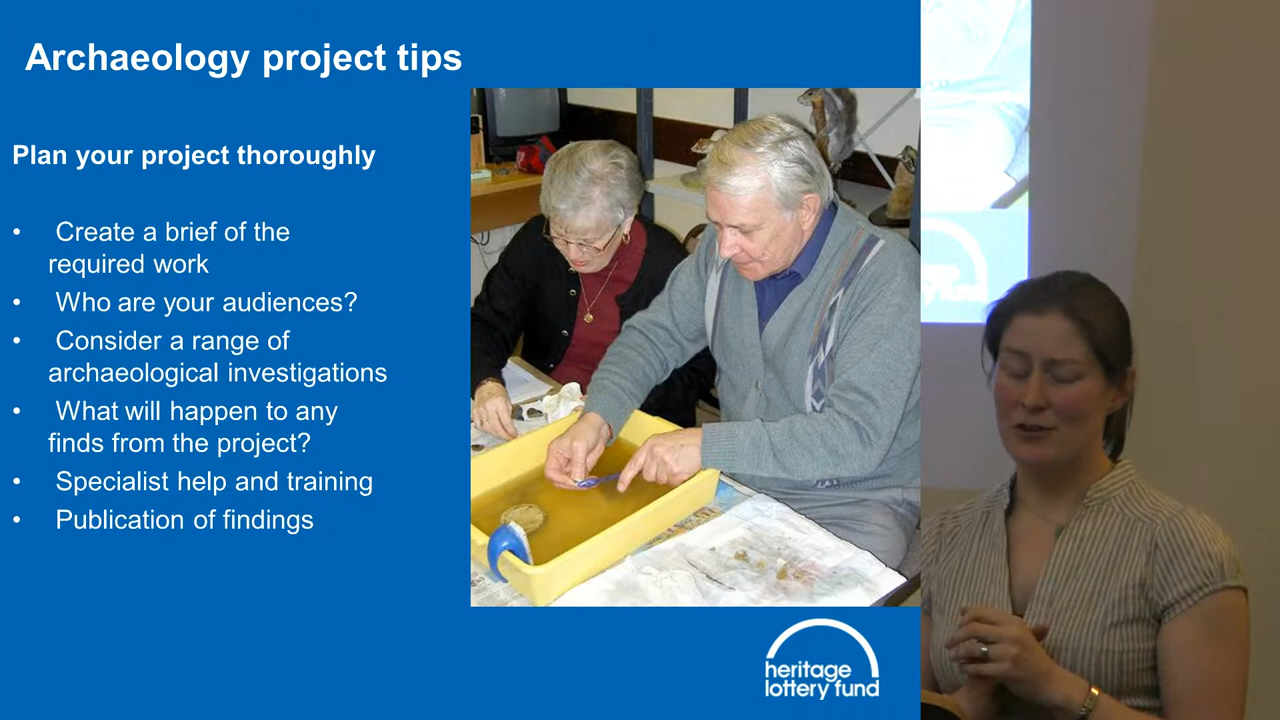 Archaeology project tips
Plan your project thoroughly
• Create a brief of the
required work
• Who are your audiences?
• Consider a range of
archaeological investigations
• What will happen to any
finds from the project?
• Specialist help and training
• Publication of findings
heritage
lottery fund